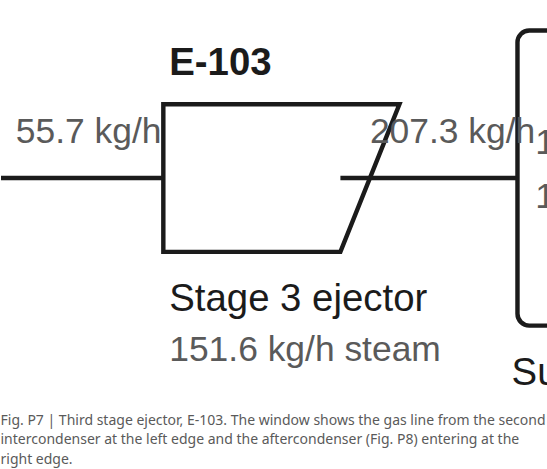 E-103
55.7 kg/h
207.3 kg/h
Stage 3 ejector
151.6 kg/h steam
Fig. P7 | Third stage ejector, E-103. The window shows the gas line from the second
intercondenser at the left edge and the aftercondenser (Fig. P8) entering at the
right edge.